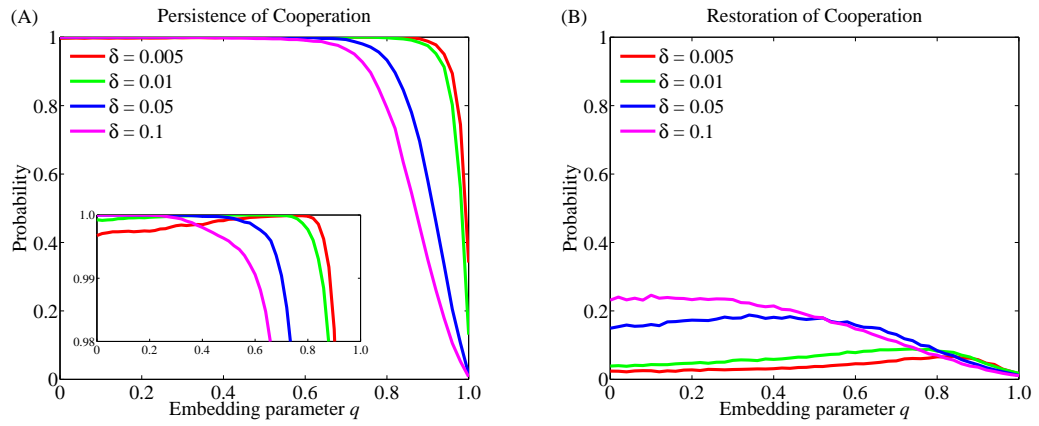 (A) Persistence of Cooperation
1
0.8
0.6
0.4
0.2
0
Probability
δ = 0.005
δ = 0.01
δ = 0.05
δ = 0.1
1.0
0.99
0.98
0 0.2 0.4 0.6 0.8 1.0
0 0.2 0.4 0.6 0.8 1.0
Embedding parameter q
(B) Restoration of Cooperation
1
0.8
0.6
0.4
0.2
0
Probability
δ = 0.005
δ = 0.01
δ = 0.05
δ = 0.1
0 0.2 0.4 0.6 0.8 1.0
Embedding parameter q